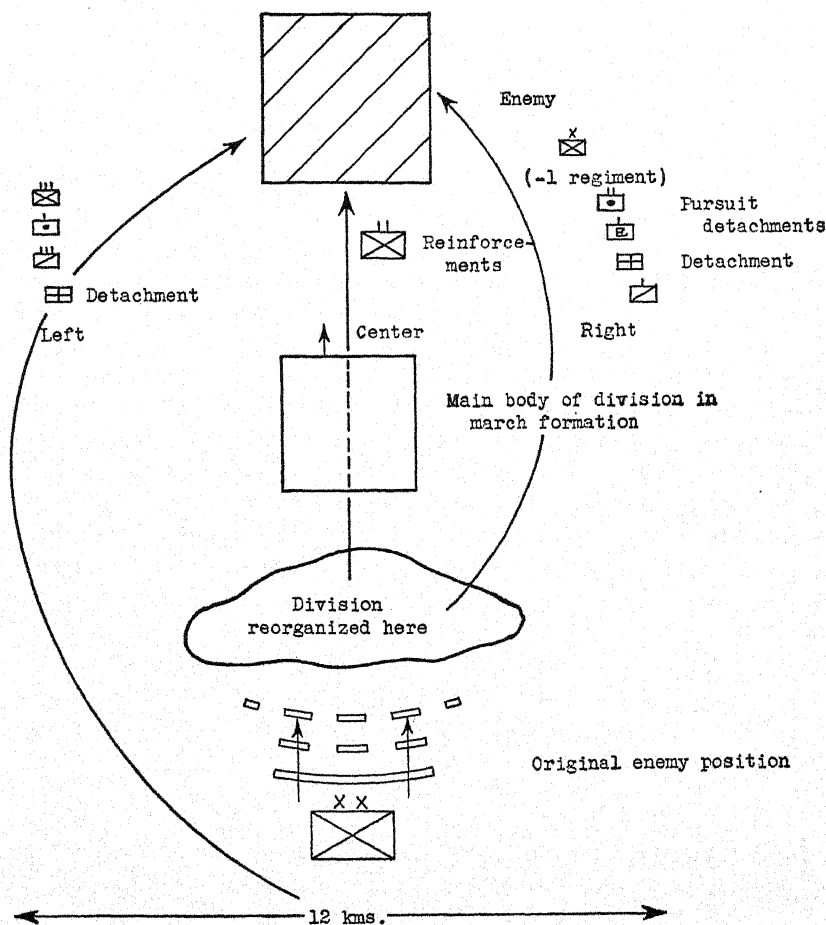 Enemy
X
(-1 regiment)
Pursuit
detachments
E
Detachment
Right
Reinforce-
ments
Detachment
Left
Center
Main body of division in
march formation
Division
reorganized here
Original enemy position
X X
12 kms.